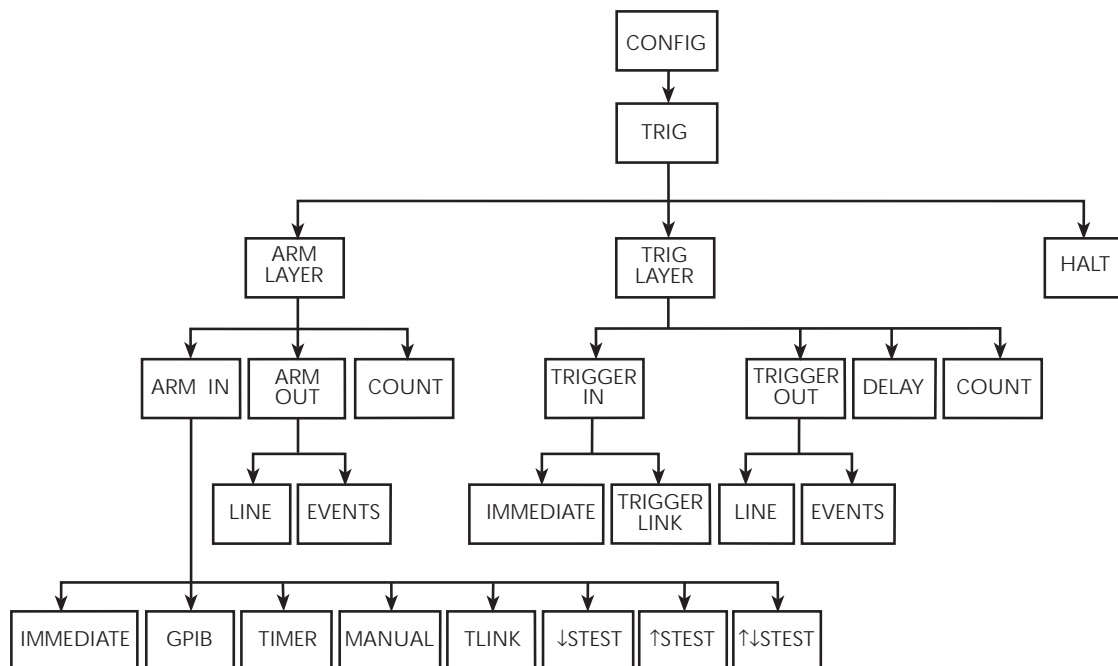 CONFIG
TRIG
ARM
LAYER
TRIG
LAYER
HALT
ARM IN
ARM
OUT
COUNT
TRIGGER
IN
TRIGGER
OUT
DELAY
COUNT
LINE
EVENTS
IMMEDIATE
TRIGGER
LINK
LINE
EVENTS
IMMEDIATE
GPIB
TIMER
MANUAL
TLINK
↓STEST
↑STEST
↑↓STEST